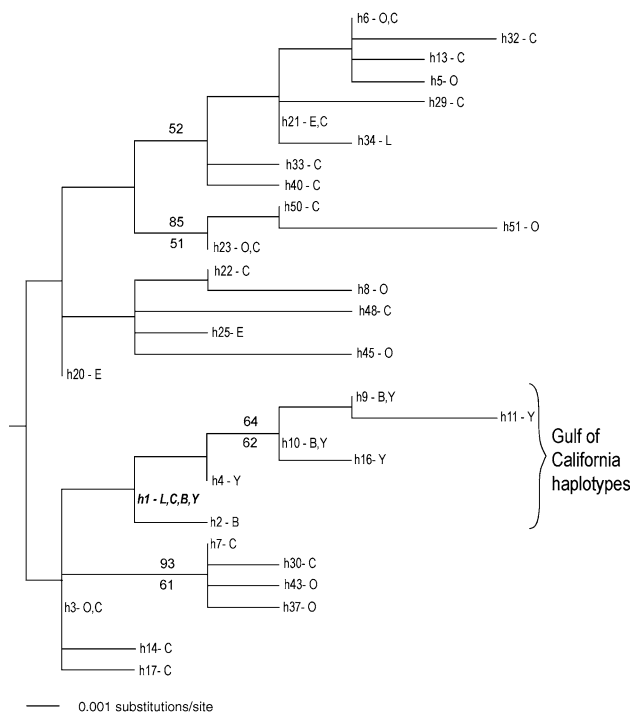 h6 - O,C
h32 - C
h13 - C
h5- O
h29 - C
h21 - E,C
52
h34 - L
h33 - C
h40 - C
h50 - C
85
h51 - O
51
h23 - O,C
h22 - C
h8 - O
h48- C
h25- E
h45 - O
h20 - E
h9 - B,Y
h11 - Y
64
62
h10 - B,Y
h16- Y
Gulf of
California
haplotypes
h4 - Y
h1 - L,C,B,Y
h2 - B
h7- C
93
h30- C
61
h43- O
h37- O
h3- O,C
h14- C
h17- C
0.001 substitutions/site